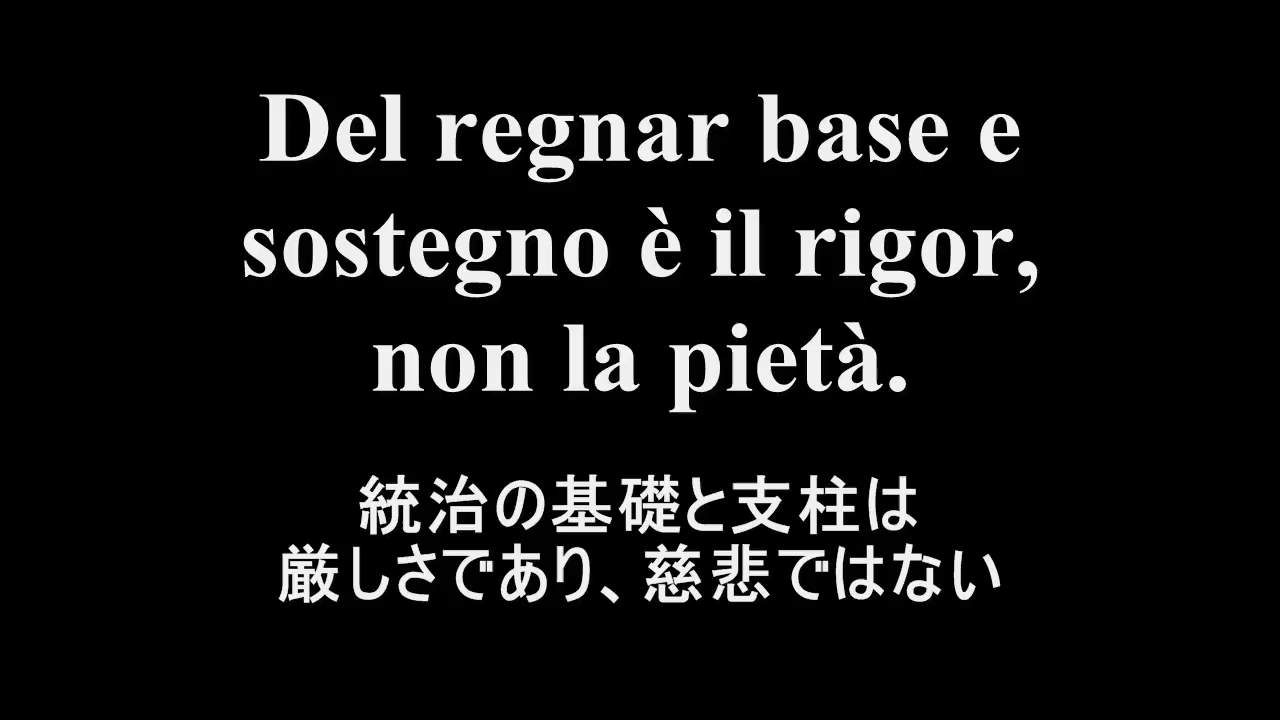 Del regnar base e
sostegno è il rigor,
non la pietà.
統治の基礎と支柱は
厳しさであり、慈悲ではない